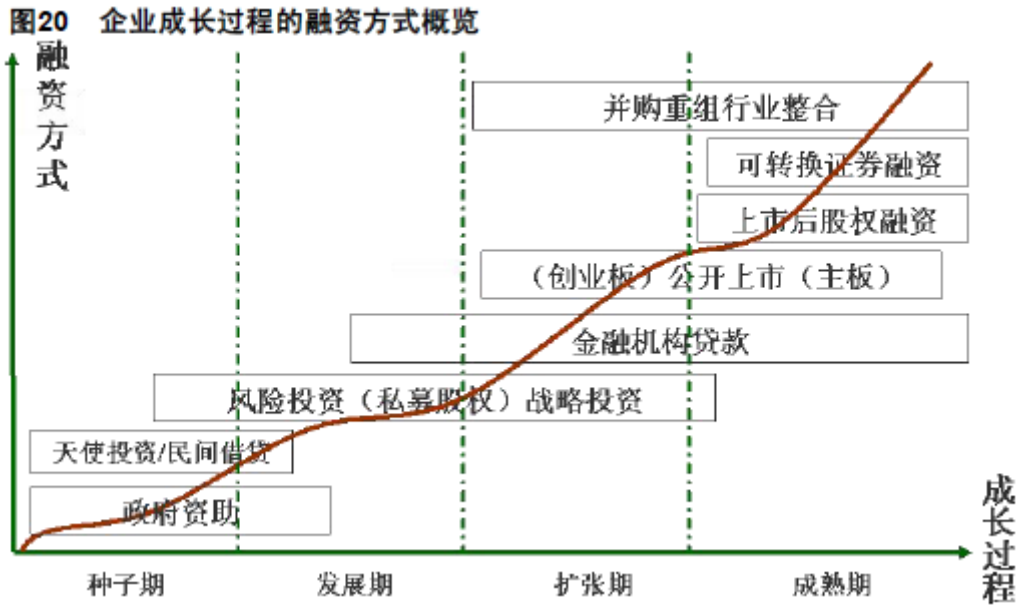 图20 企业成长过程的融资方式概览
融资方式
并购重组行业整合
可转换证券融资
上市后股权融资
（创业板）公开上市（主板）
金融机构贷款
风险投资（私募股权）战略投资
天使投资/民间借贷
政府资助
成长过程
种子期
发展期
扩张期
成熟期